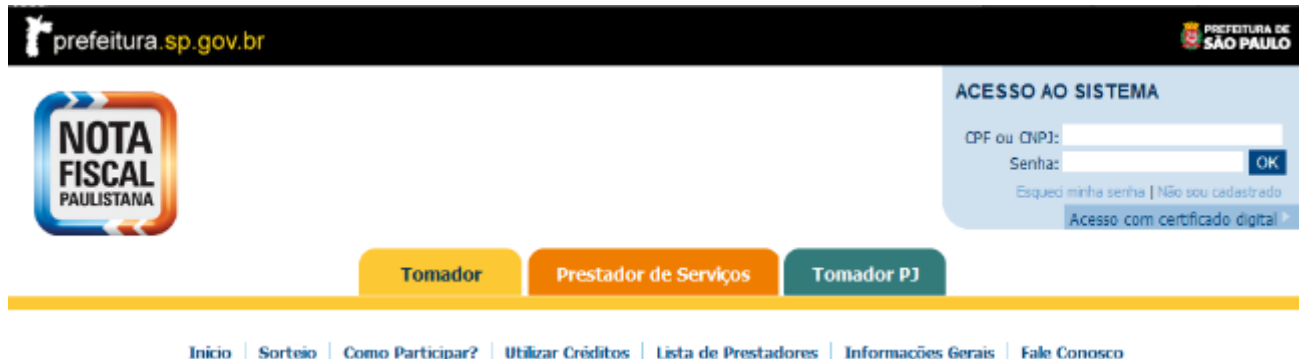 prefeitura.sp.gov.br
PREFEITURA DE
SÃO PAULO
NOTA
FISCAL
PAULISTANA
ACESSO AO SISTEMA
CPF ou CNPJ:
Senha: OK
Esqueci minha senha | Não sou cadastrado
Acesso com certificado digital
Tomador Prestador de Serviços Tomador PJ
Início | Sorteio | Como Participar? | Utilizar Créditos | Lista de Prestadores | Informações Gerais | Fale Conosco